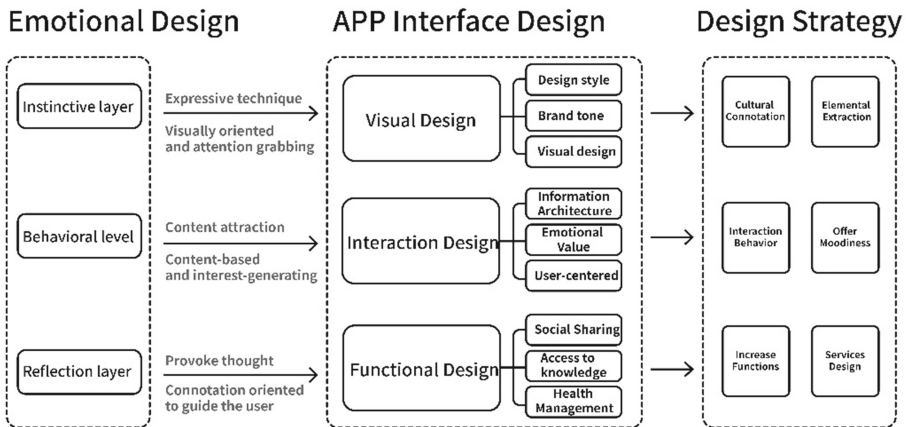 Emotional Design
APP Interface Design
Design Strategy
Instinctive layer
Expressive technique
Visually oriented
and attention grabbing
Visual Design
Design style
Brand tone
Visual design
Cultural
Connotation
Elemental
Extraction
Behavioral level
Content attraction
Content-based
and interest-generating
Interaction Design
Information
Architecture
Emotional
Value
User-centered
Interaction
Behavior
Offer
Moodiness
Reflection layer
Provoke thought
Connotation oriented
to guide the user
Functional Design
Social Sharing
Access to
knowledge
Health
Management
Increase
Functions
Services
Design